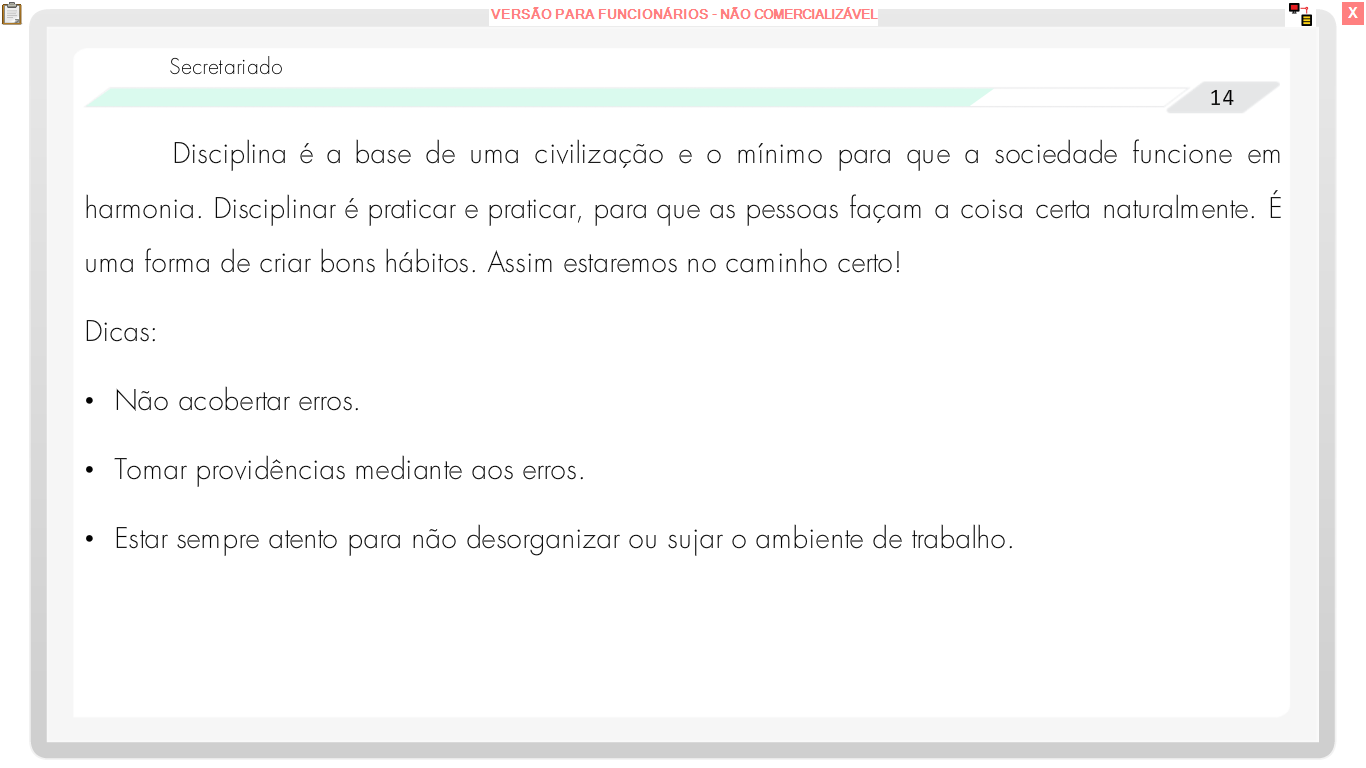 VERSÃO PARA FUNCIONÁRIOS - NÃO COMERCIALIZÁVEL
X
Secretariado
14
Disciplina é a base de uma civilização e o mínimo para que a sociedade funcione em
harmonia. Disciplinar é praticar e praticar, para que as pessoas façam a coisa certa naturalmente. É
uma forma de criar bons hábitos. Assim estaremos no caminho certo!
Dicas:
• Não acobertar erros.
• Tomar providências mediante aos erros.
• Estar sempre atento para não desorganizar ou sujar o ambiente de trabalho.